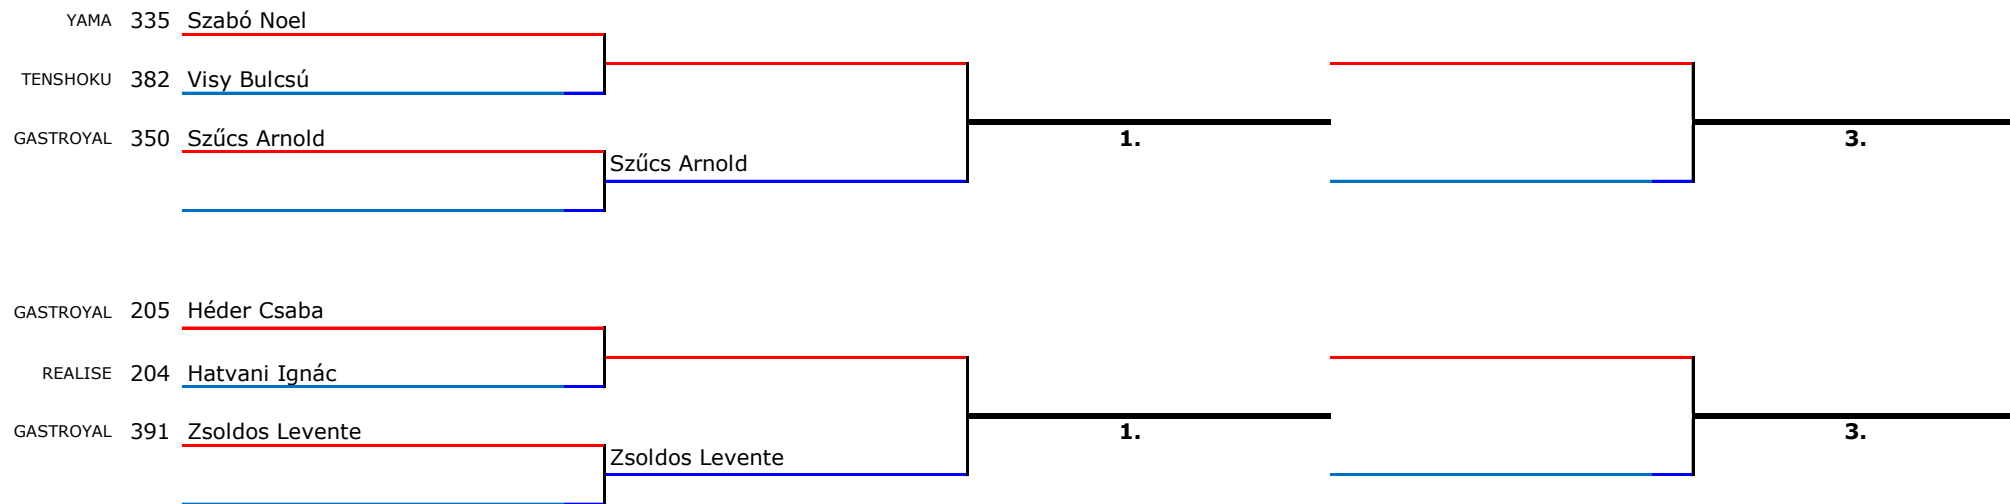 YAMA 335 Szabó Noel
TENSHOKU 382 Visy Bulcsú
1.
3.
GASTROYAL 350 Szűcs Arnold
Szűcs Arnold
GASTROYAL 205 Héder Csaba
REALISE 204 Hatvani Ignác
GASTROYAL 391 Zsoldos Levente
1.
3.
Zsoldos Levente